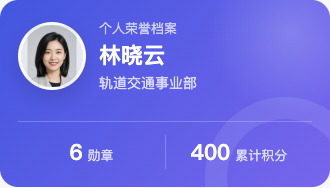 个人荣誉档案
林晓云
轨道交通事业部
6 勋章
400 累计积分